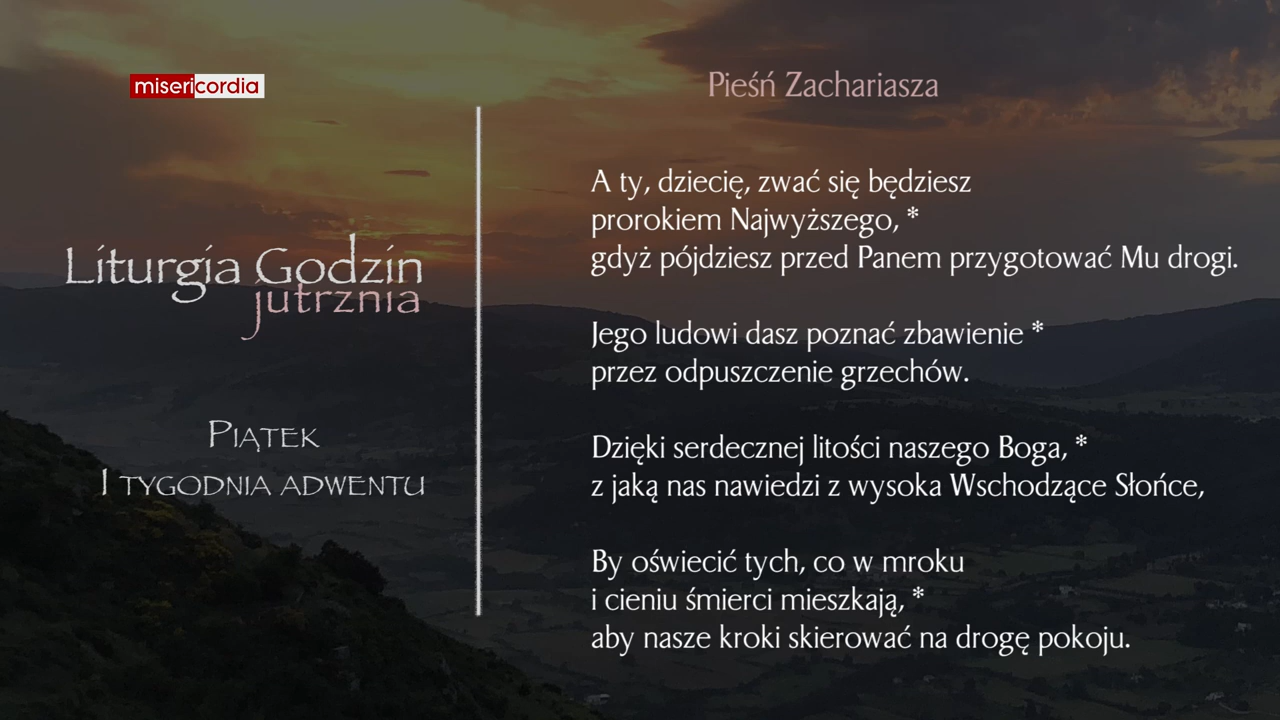 misericordia
Liturgia Godzin
jutrznia
Piątek
I tygodnia adwentu
Pieśń Zachariasza
A ty, dziecię, zwać się będziesz
prorokiem Najwyższego, *
gdyż pójdziesz przed Panem przygotować Mu drogi.
Jego ludowi dasz poznać zbawienie *
przez odpuszczenie grzechów.
Dzięki serdecznej litości naszego Boga, *
z jaką nas nawiedzi z wysoka Wschodzące Słońce,
By oświecić tych, co w mroku
i cieniu śmierci mieszkają, *
aby nasze kroki skierować na drogę pokoju.